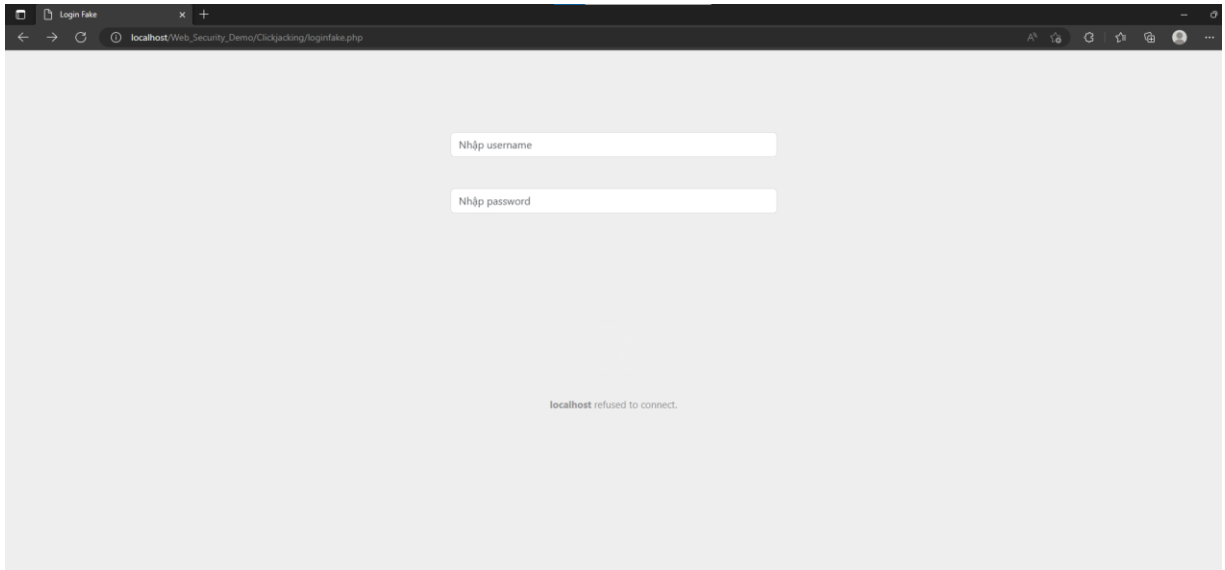 Login Fake
localhost/Web_Security_Demo/Clickjacking/loginfake.php
Nhập username
Nhập password
localhost refused to connect.